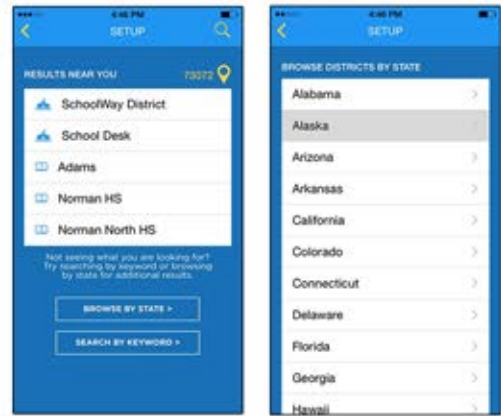 4:46 PM
SETUP
RESULTS NEAR YOU 73072
SchoolWay District
School Desk
Adams
Norman HS
Norman North HS
Not seeing what you are looking for?
Try searching by keyword or browsing
by state for additional results.
BROWSE BY STATE >
SEARCH BY KEYWORD >
4:46 PM
SETUP
BROWSE DISTRICTS BY STATE
Alabama
Alaska
Arizona
Arkansas
California
Colorado
Connecticut
Delaware
Florida
Georgia
Hawaii